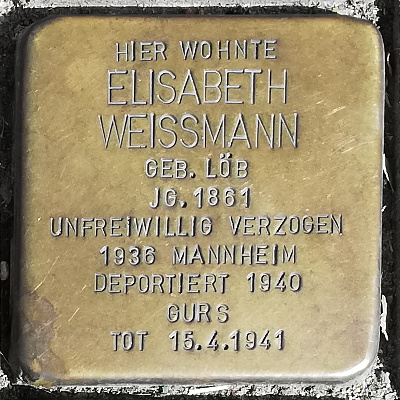 HIER WOHNTE
ELISABETH
WEISSMANN
GEB. LÖB
JG. 1861
UNFREIWILLIG VERZOGEN
1936 MANNHEIM
DEPORTIERT 1940
GURS
TOT 15.4.1941